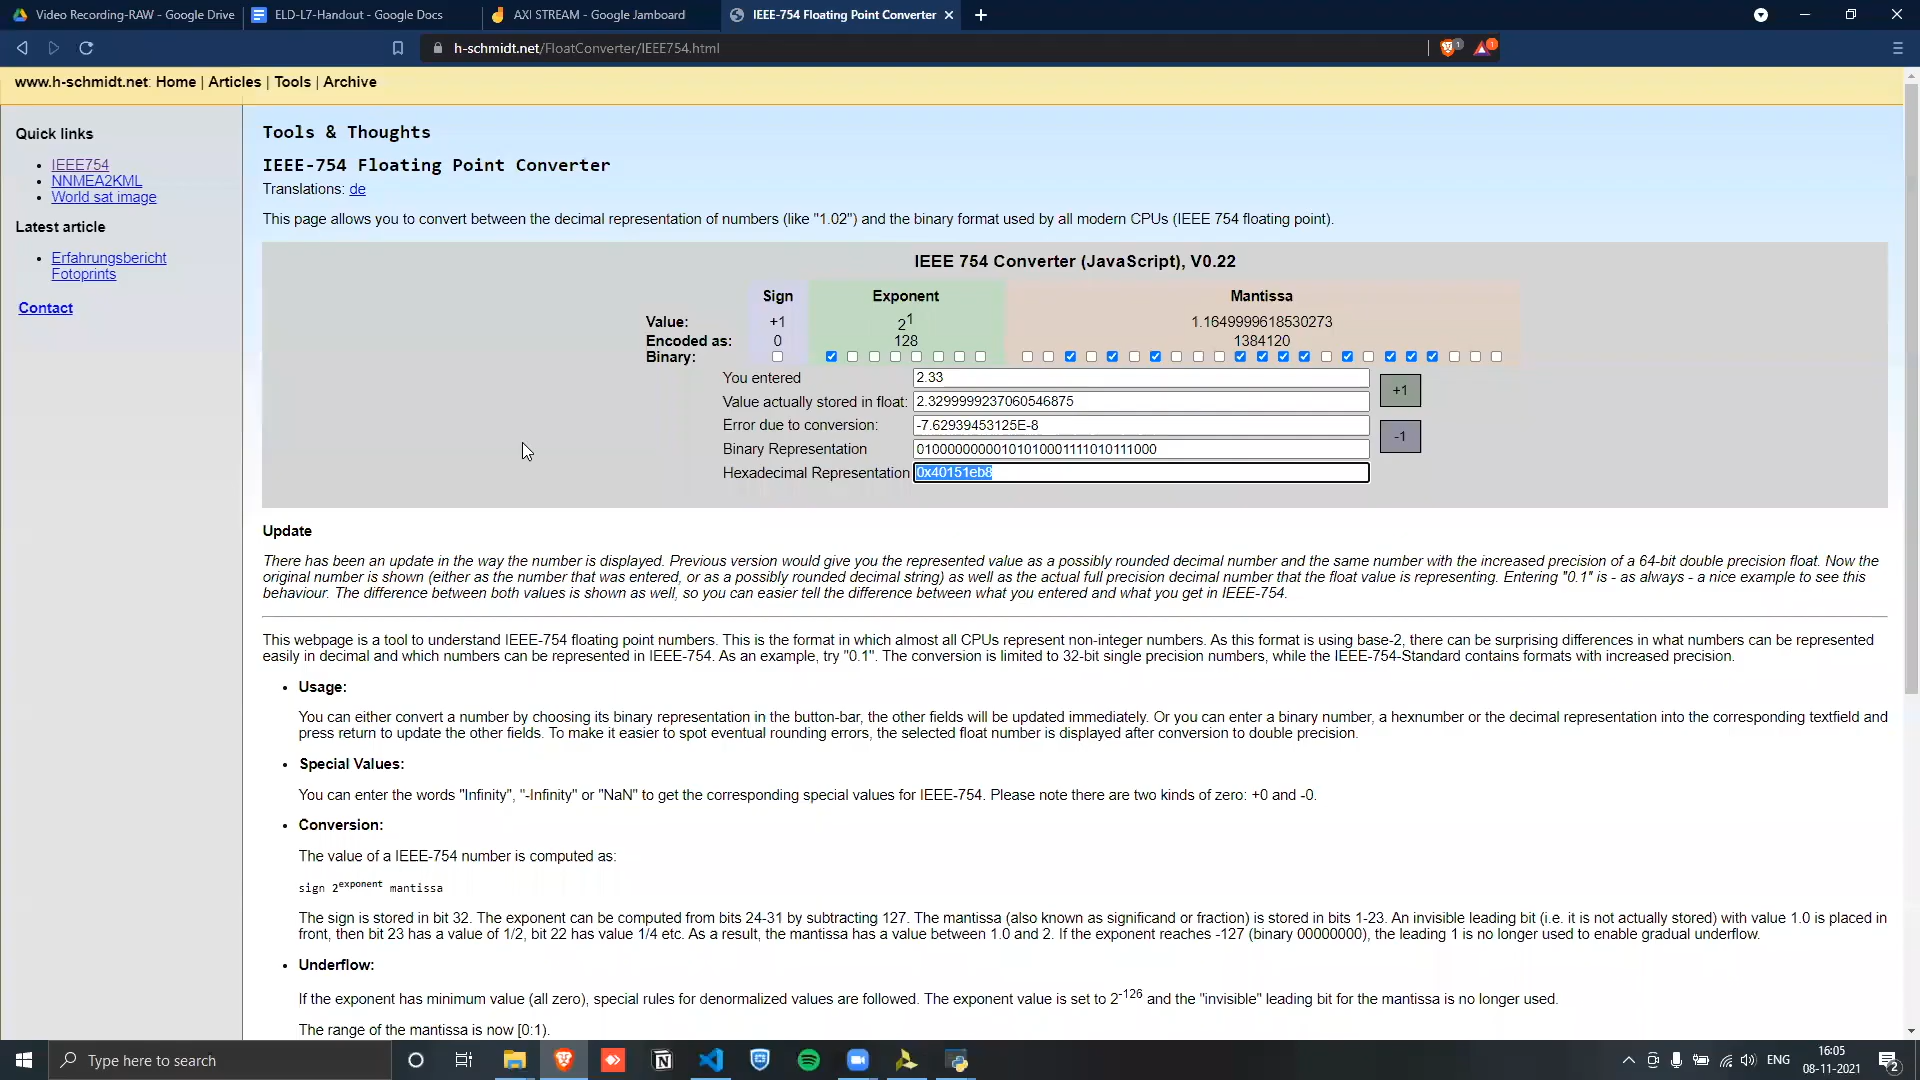 Video Recording-RAW - Google Drive
ELD-L7-Handout - Google Docs
AXI STREAM - Google Jamboard
IEEE-754 Floating Point Converter
h-schmidt.net/FloatConverter/IEEE754.html
1
1
www.h-schmidt.net: Home | Articles | Tools | Archive
Quick links
IEEE754
NNMEA2KML
World sat image
Latest article
Erfahrungsbericht
Fotoprints
Contact
Tools & Thoughts
IEEE-754 Floating Point Converter
Translations: de
This page allows you to convert between the decimal representation of numbers (like "1.02") and the binary format used by all modern CPUs (IEEE 754 floating point).
IEEE 754 Converter (JavaScript), V0.22
Sign Exponent Mantissa
Value: +1 2^1 1.1649999618530273
Encoded as: 0 128 1384120
Binary:
You entered 2.33
Value actually stored in float: 2.3299999237060546875
Error due to conversion: -7.62939453125E-8
Binary Representation 01000000000101010001111010111000
Hexadecimal Representation 0x40151eb8
+1
-1
Update
There has been an update in the way the number is displayed. Previous version would give you the represented value as a possibly rounded decimal number and the same number with the increased precision of a 64-bit double precision float. Now the
original number is shown (either as the number that was entered, or as a possibly rounded decimal string) as well as the actual full precision decimal number that the float value is representing. Entering "0.1" is - as always - a nice example to see this
behaviour. The difference between both values is shown as well, so you can easier tell the difference between what you entered and what you get in IEEE-754.
This webpage is a tool to understand IEEE-754 floating point numbers. This is the format in which almost all CPUs represent non-integer numbers. As this format is using base-2, there can be surprising differences in what numbers can be represented
easily in decimal and which numbers can be represented in IEEE-754. As an example, try "0.1". The conversion is limited to 32-bit single precision numbers, while the IEEE-754-Standard contains formats with increased precision.
Usage:
You can either convert a number by choosing its binary representation in the button-bar, the other fields will be updated immediately. Or you can enter a binary number, a hexnumber or the decimal representation into the corresponding textfield and
press return to update the other fields. To make it easier to spot eventual rounding errors, the selected float number is displayed after conversion to double precision.
Special Values:
You can enter the words "Infinity", "-Infinity" or "NaN" to get the corresponding special values for IEEE-754. Please note there are two kinds of zero: +0 and -0.
Conversion:
The value of a IEEE-754 number is computed as:
sign 2^exponent mantissa
The sign is stored in bit 32. The exponent can be computed from bits 24-31 by subtracting 127. The mantissa (also known as significand or fraction) is stored in bits 1-23. An invisible leading bit (i.e. it is not actually stored) with value 1.0 is placed in
front, then bit 23 has a value of 1/2, bit 22 has value 1/4 etc. As a result, the mantissa has a value between 1.0 and 2. If the exponent reaches -127 (binary 00000000), the leading 1 is no longer used to enable gradual underflow.
Underflow:
If the exponent has minimum value (all zero), special rules for denormalized values are followed. The exponent value is set to 2^-126 and the "invisible" leading bit for the mantissa is no longer used.
The range of the mantissa is now [0:1).
Type here to search
ENG
16:05
08-11-2021
2